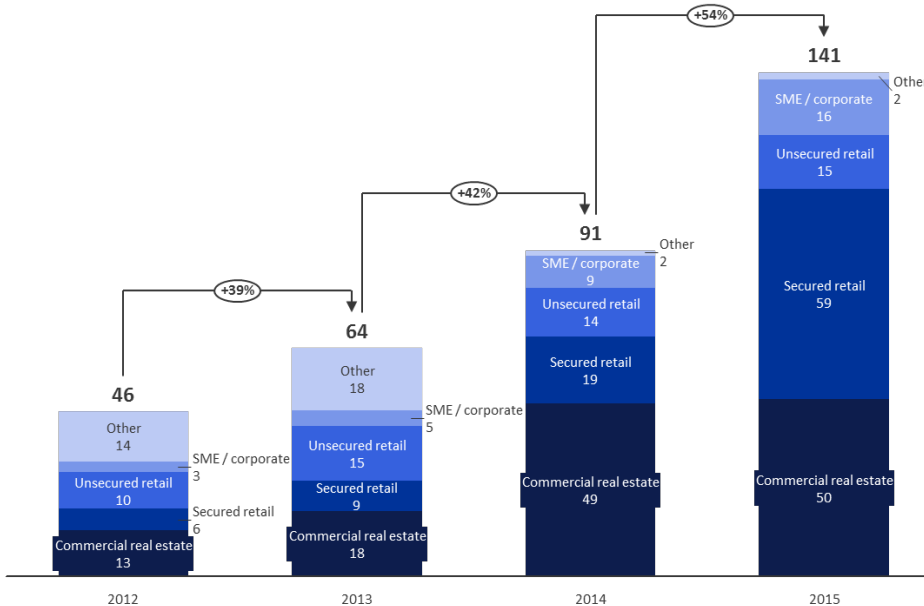 +54%
141
Other
2
SME / corporate
16
Unsecured retail
15
Secured retail
59
Commercial real estate
50
+42%
91
Other
2
SME / corporate
9
Unsecured retail
14
Secured retail
19
Commercial real estate
49
+39%
64
Other
18
SME / corporate
5
Unsecured retail
15
Secured retail
9
Commercial real estate
18
46
Other
14
SME / corporate
3
Unsecured retail
10
Secured retail
6
Commercial real estate
13
2012
2013
2014
2015